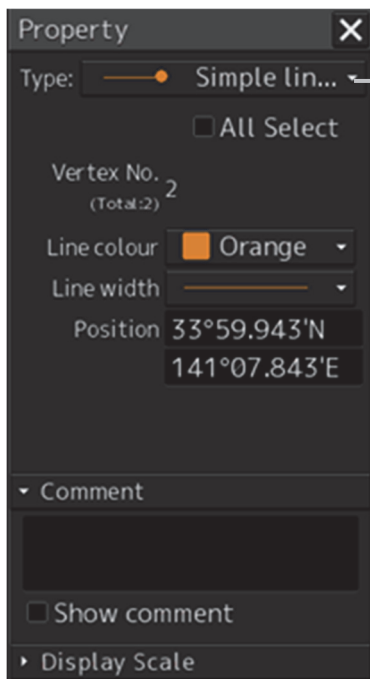 Property
Type: Simple lin...
All Select
Vertex No. 2
(Total:2)
Line colour Orange
Line width
Position 33°59.943'N
141°07.843'E
Comment
Show comment
Display Scale